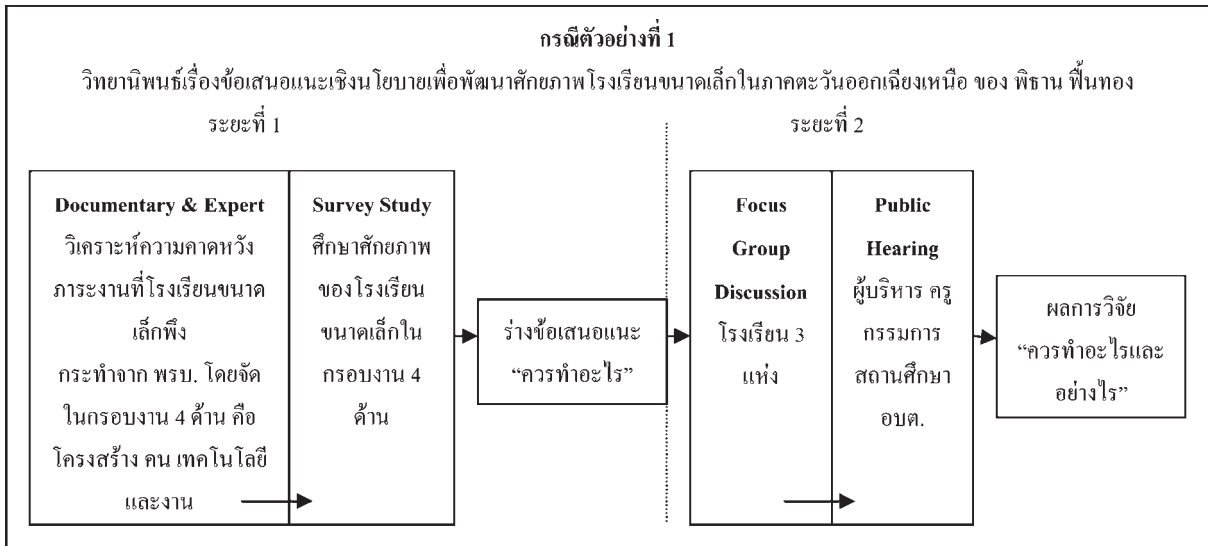 กรณีตัวอย่างที่ 1
วิทยานิพนธ์เรื่องข้อเสนอแนะเชิงนโยบายเพื่อพัฒนาศักยภาพโรงเรียนขนาดเล็กในภาคตะวันออกเฉียงเหนือ ของ พิธาน ฟื้นทอง
ระยะที่ 1
ระยะที่ 2
Documentary & Expert
วิเคราะห์ความคาดหวัง
ภาระงานที่โรงเรียนขนาด
เล็กพึง
กระทำจาก พรบ. โดยจัด
ในกรอบงาน 4 ด้าน คือ
โครงสร้าง คน เทคโนโลยี
และงาน
Survey Study
ศึกษาศักยภาพ
ของโรงเรียน
ขนาดเล็กใน
กรอบงาน 4
ด้าน
ร่างข้อเสนอแนะ
“ควรทำอะไร”
Focus
Group
Discussion
โรงเรียน 3
แห่ง
Public
Hearing
ผู้บริหาร ครู
กรรมการ
สถานศึกษา
อบต.
ผลการวิจัย
“ควรทำอะไรและ
อย่างไร”